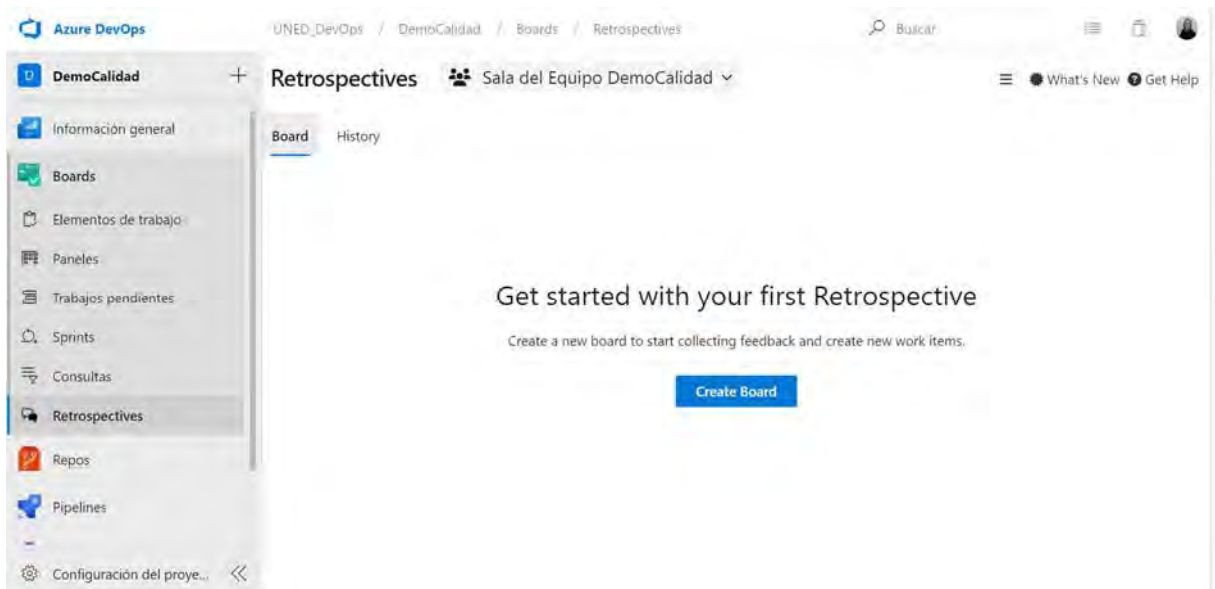 Azure DevOps
UNED_DevOps / DemoCalidad / Boards / Retrospectives
Buscar
D DemoCalidad +
Retrospectives Sala del Equipo DemoCalidad
What's New Get Help
Información general
Board History
Boards
Elementos de trabajo
Paneles
Trabajos pendientes
Sprints
Consultas
Retrospectives
Repos
Pipelines
Configuración del proye...
Get started with your first Retrospective
Create a new board to start collecting feedback and create new work items.
Create Board